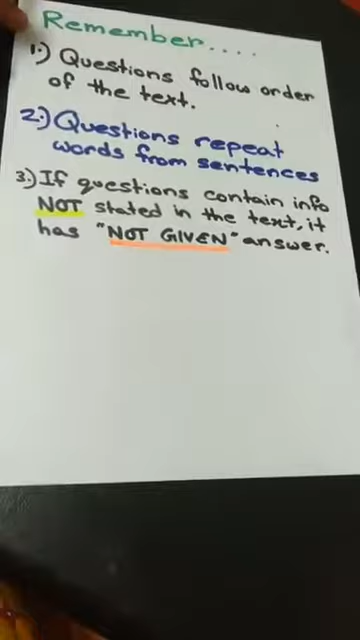 Remember....
1.) Questions follow order
of the text.
2.) Questions repeat
words from sentences
3.) If questions contain info
NOT stated in the text, it
has "NOT GIVEN" answer.